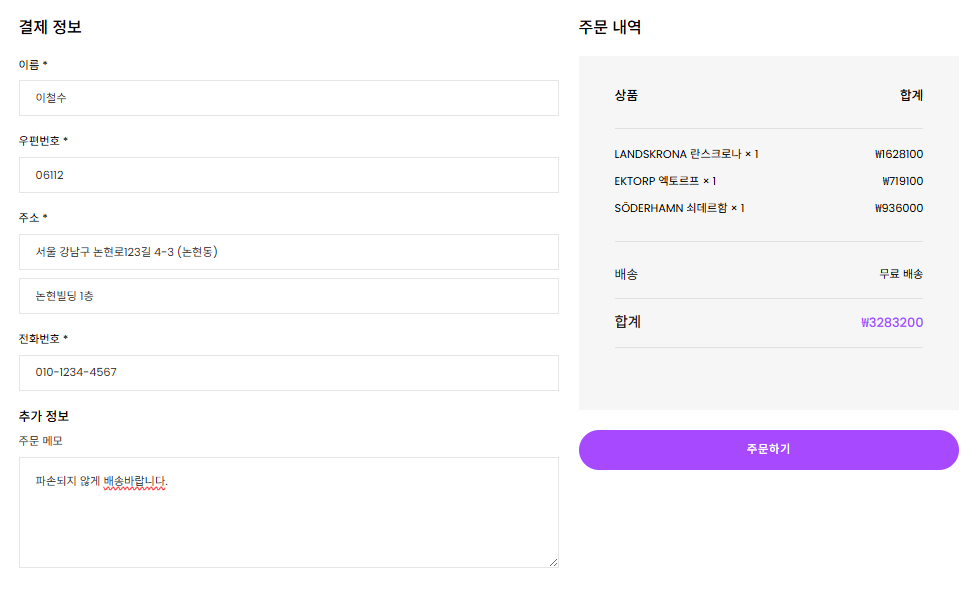 결제 정보
이름 *
이철수
우편번호 *
06112
주소 *
서울 강남구 논현로123길 4-3 (논현동)
논현빌딩 1층
전화번호 *
010-1234-4567
추가 정보
주문 메모
파손되지 않게 배송바랍니다.
주문 내역
상품 합계
LANDSKRONA 란스크로나 × 1 ₩1628100
EKTORP 엑토르프 × 1 ₩719100
SÖDERHAMN 쇠데르함 × 1 ₩936000
배송 무료 배송
합계 ₩3283200
주문하기